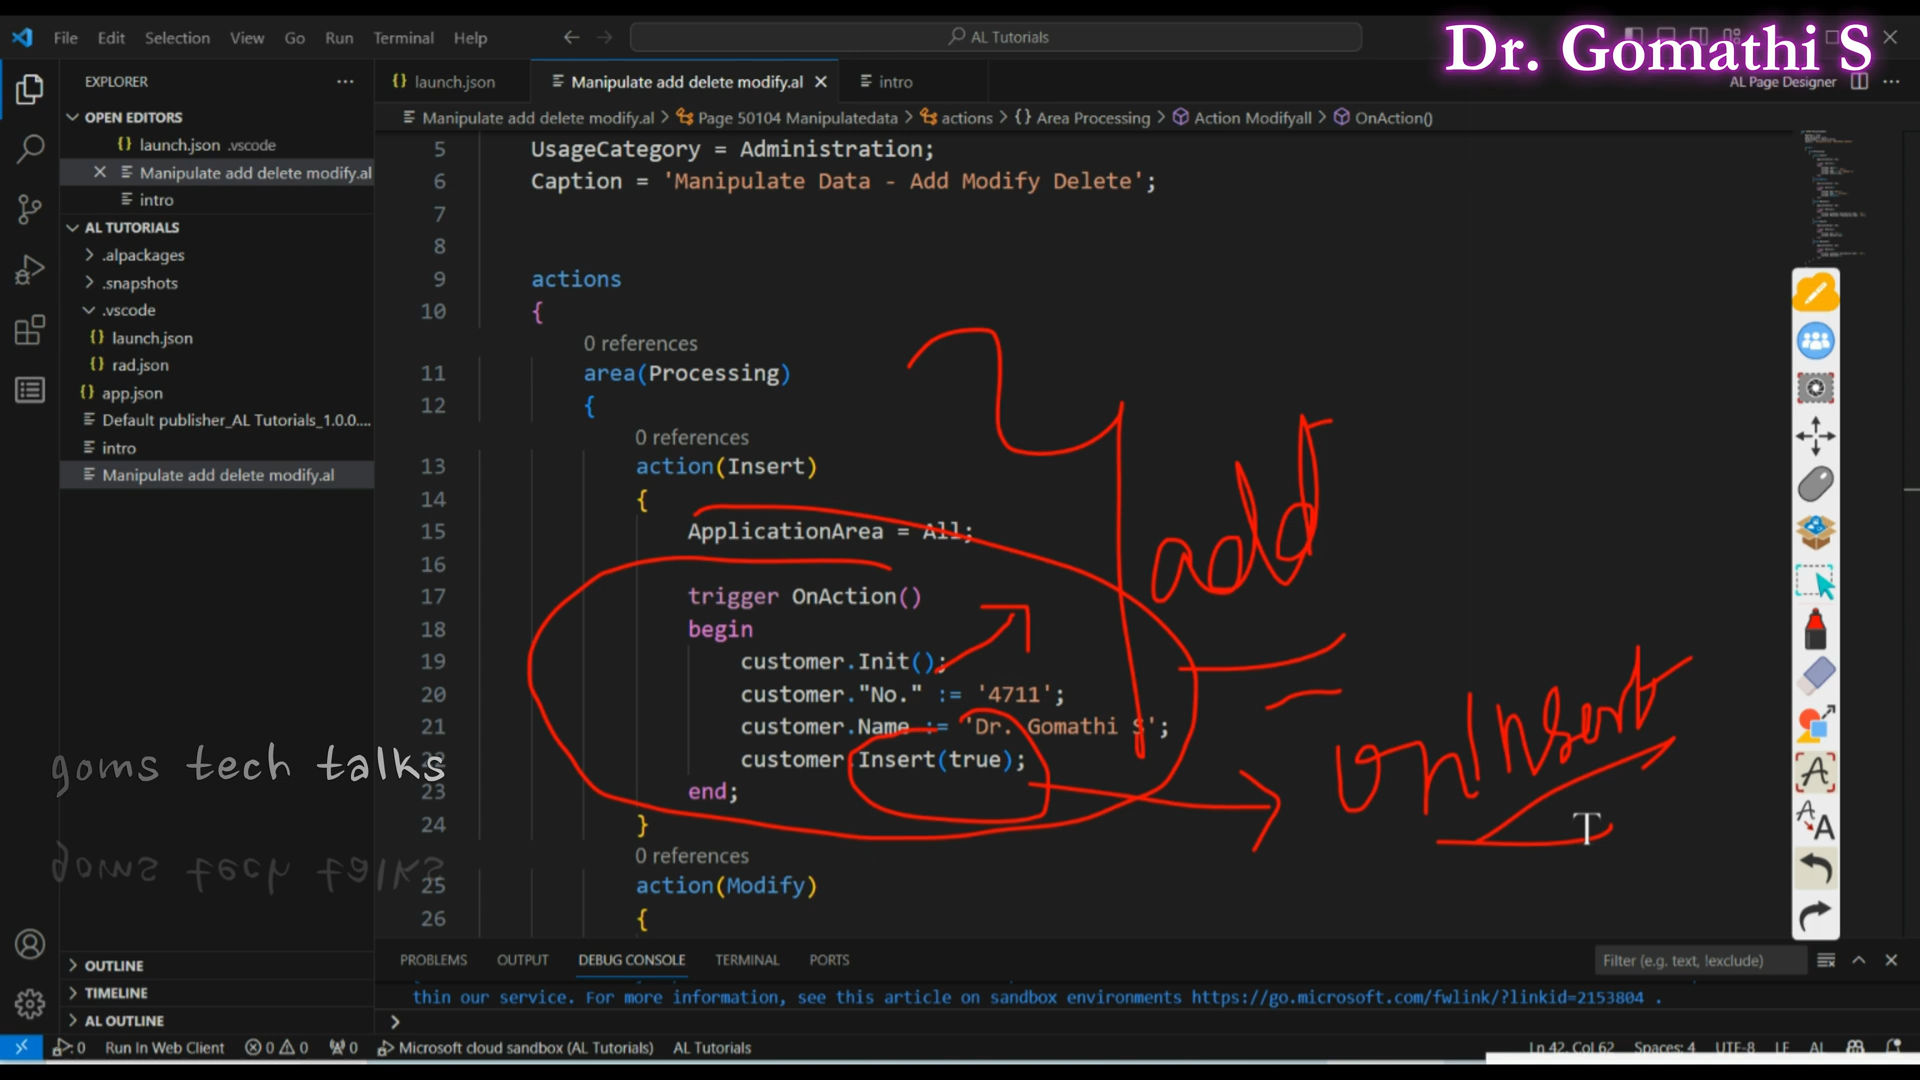 File Edit Selection View Go Run Terminal Help
AL Tutorials
Dr. Gomathi S
EXPLORER
launch.json
Manipulate add delete modify.al
intro
AL Page Designer
OPEN EDITORS
launch.json .vscode
Manipulate add delete modify.al
intro
AL TUTORIALS
.alpackages
.snapshots
.vscode
launch.json
rad.json
app.json
Default publisher_AL Tutorials_1.0.0....
intro
Manipulate add delete modify.al
Manipulate add delete modify.al > Page 50104 Manipulatedata > actions > {} Area Processing > Action Modifyall > OnAction()
5 UsageCategory = Administration;
6 Caption = 'Manipulate Data - Add Modify Delete';
7
8
9 actions
10 {
0 references
11 area(Processing)
12 {
0 references
13 action(Insert)
14 {
15 ApplicationArea = All;
16
17 trigger OnAction()
18 begin
19 customer.Init();
20 customer."No." := '4711';
21 customer.Name := 'Dr. Gomathi S';
22 customer.Insert(true);
23 end;
24 }
0 references
25 action(Modify)
26 {
add
onInsert
goms tech talks
OUTLINE
TIMELINE
AL OUTLINE
PROBLEMS OUTPUT DEBUG CONSOLE TERMINAL PORTS
Filter (e.g. text, !exclude)
thin our service. For more information, see this article on sandbox environments https://go.microsoft.com/fwlink/?linkid=2153804 .
0 Run In Web Client 0 0 0 Microsoft cloud sandbox (AL Tutorials) AL Tutorials
Ln 42, Col 62 Spaces: 4 UTF-8 LF AL